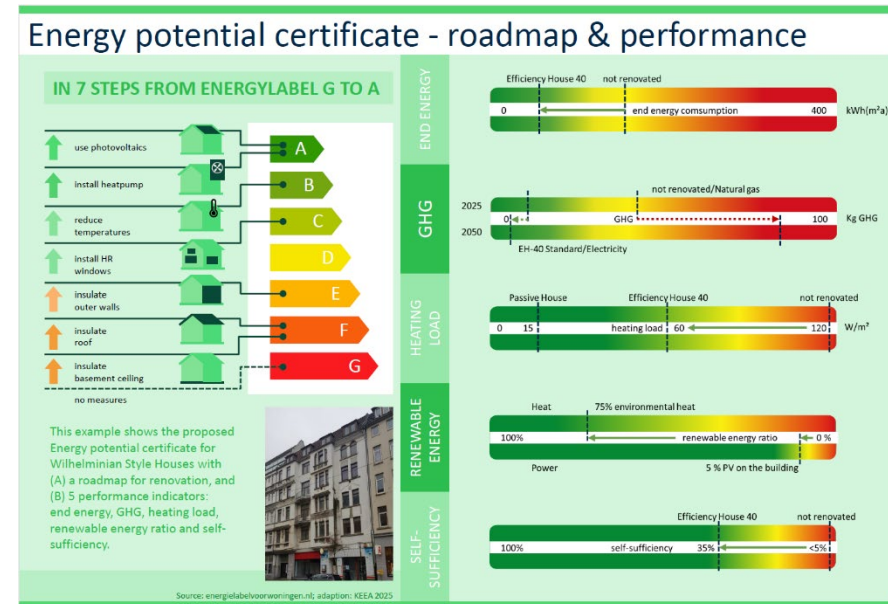 Energy potential certificate - roadmap & performance
IN 7 STEPS FROM ENERGYLABEL G TO A
use photovoltaics
install heatpump
reduce
temperatures
install HR
windows
insulate
outer walls
insulate
roof
insulate
basement ceiling
no measures
A
B
C
D
E
F
G
This example shows the proposed
Energy potential certificate for
Wilhelminian Style Houses with
(A) a roadmap for renovation, and
(B) 5 performance indicators:
end energy, GHG, heating load,
renewable energy ratio and self-
sufficiency.
Source: energielabelvoorwoningen.nl; adaption: KEEA 2025
END ENERGY
Efficiency House 40 not renovated
0 end energy comsumption 400 kWh(m²a)
GHG
not renovated/Natural gas
2025
0 GHG 100 Kg GHG
2050
EH-40 Standard/Electricity
HEATING
LOAD
Passive House Efficiency House 40 not renovated
0 15 heating load 60 120 W/m²
RENEWABLE
ENERGY
Heat 75% environmental heat
100% renewable energy ratio 0 %
Power 5 % PV on the building
SELF-
SUFFICIENCY
Efficiency House 40 not renovated
100% self-sufficiency 35% <5%